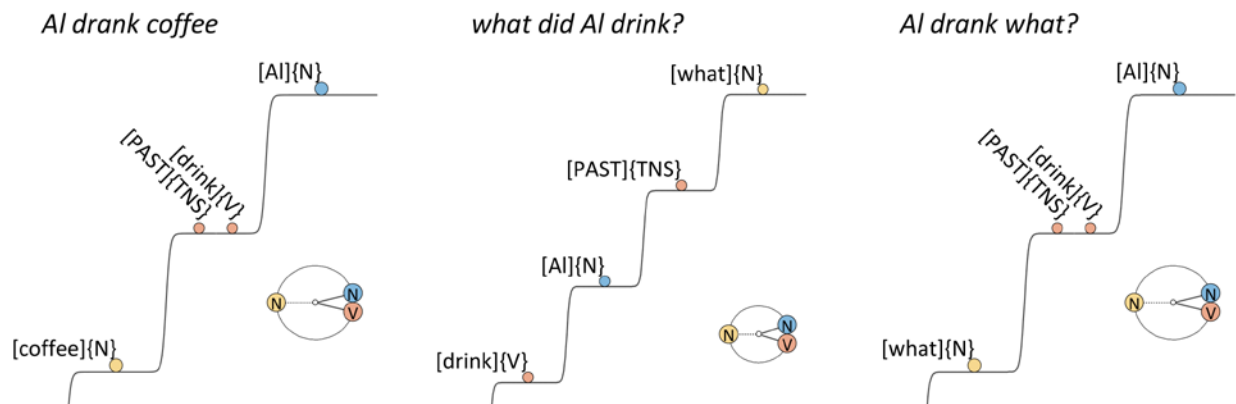 Al drank coffee
[Al]{N}
[drink]{V}
[PAST]{TNS}
N
N
V
[coffee]{N}
what did Al drink?
[what]{N}
[PAST]{TNS}
[Al]{N}
N
N
V
[drink]{V}
Al drank what?
[Al]{N}
[drink]{V}
[PAST]{TNS}
N
N
V
[what]{N}